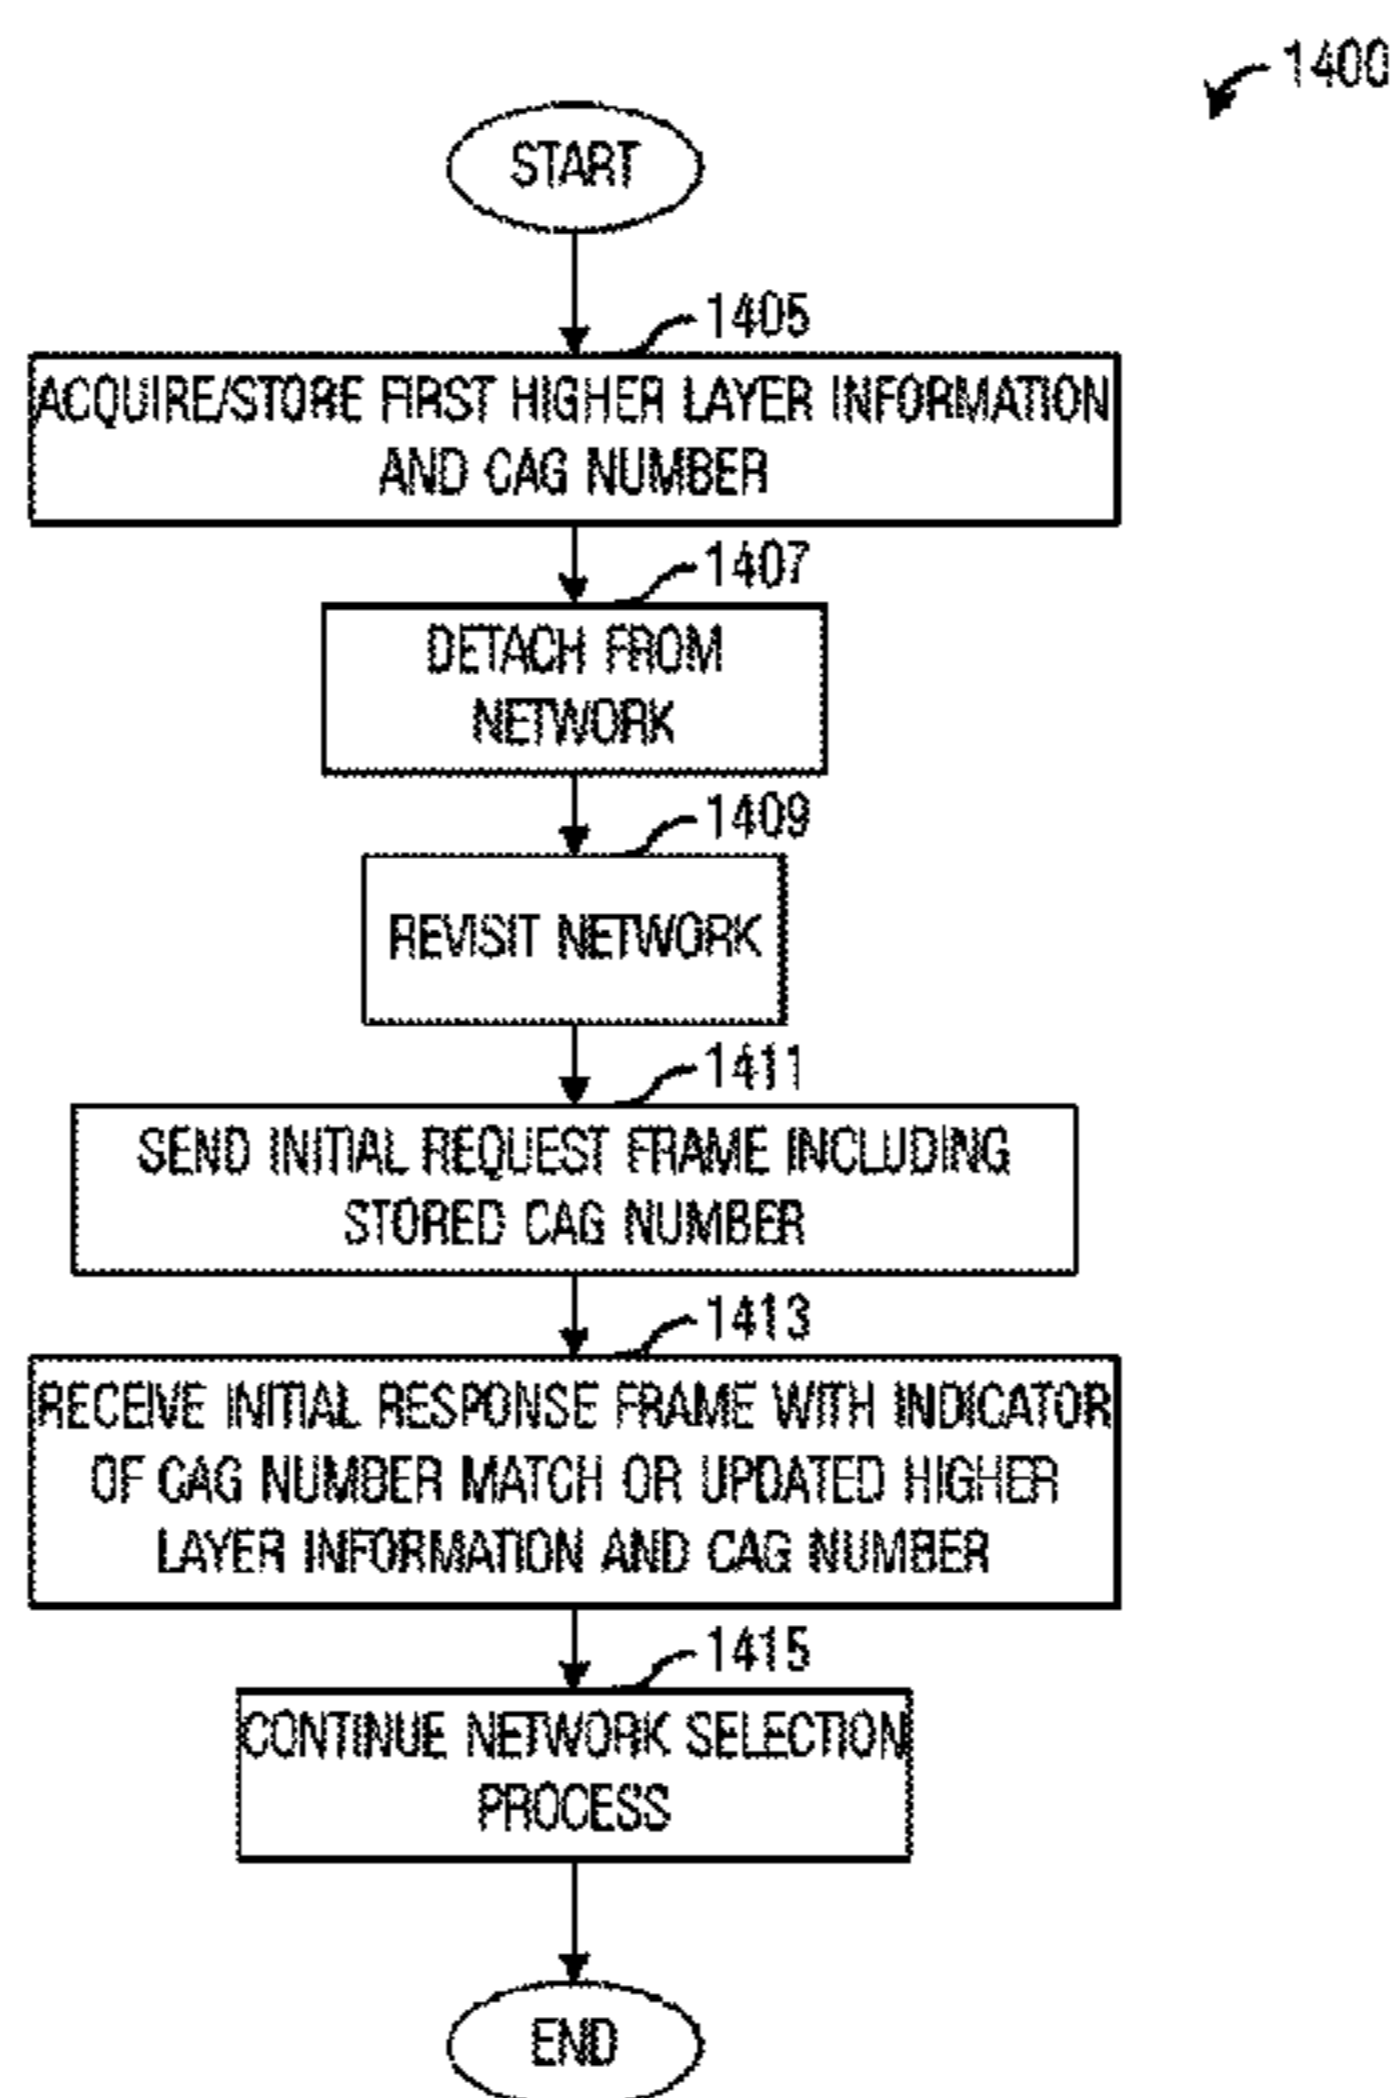 1400
START
1405
ACQUIRE/STORE FIRST HIGHER LAYER INFORMATION
AND CAG NUMBER
1407
DETACH FROM
NETWORK
1409
REVISIT NETWORK
1411
SEND INITIAL REQUEST FRAME INCLUDING
STORED CAG NUMBER
1413
RECEIVE INITIAL RESPONSE FRAME WITH INDICATOR
OF CAG NUMBER MATCH OR UPDATED HIGHER
LAYER INFORMATION AND CAG NUMBER
1415
CONTINUE NETWORK SELECTION
PROCESS
END